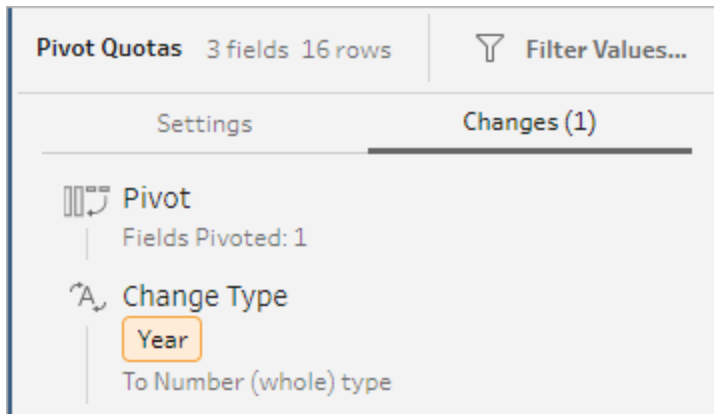 Pivot Quotas 3 fields 16 rows Filter Values...
Settings Changes (1)
Pivot
Fields Pivoted: 1
Change Type
Year
To Number (whole) type